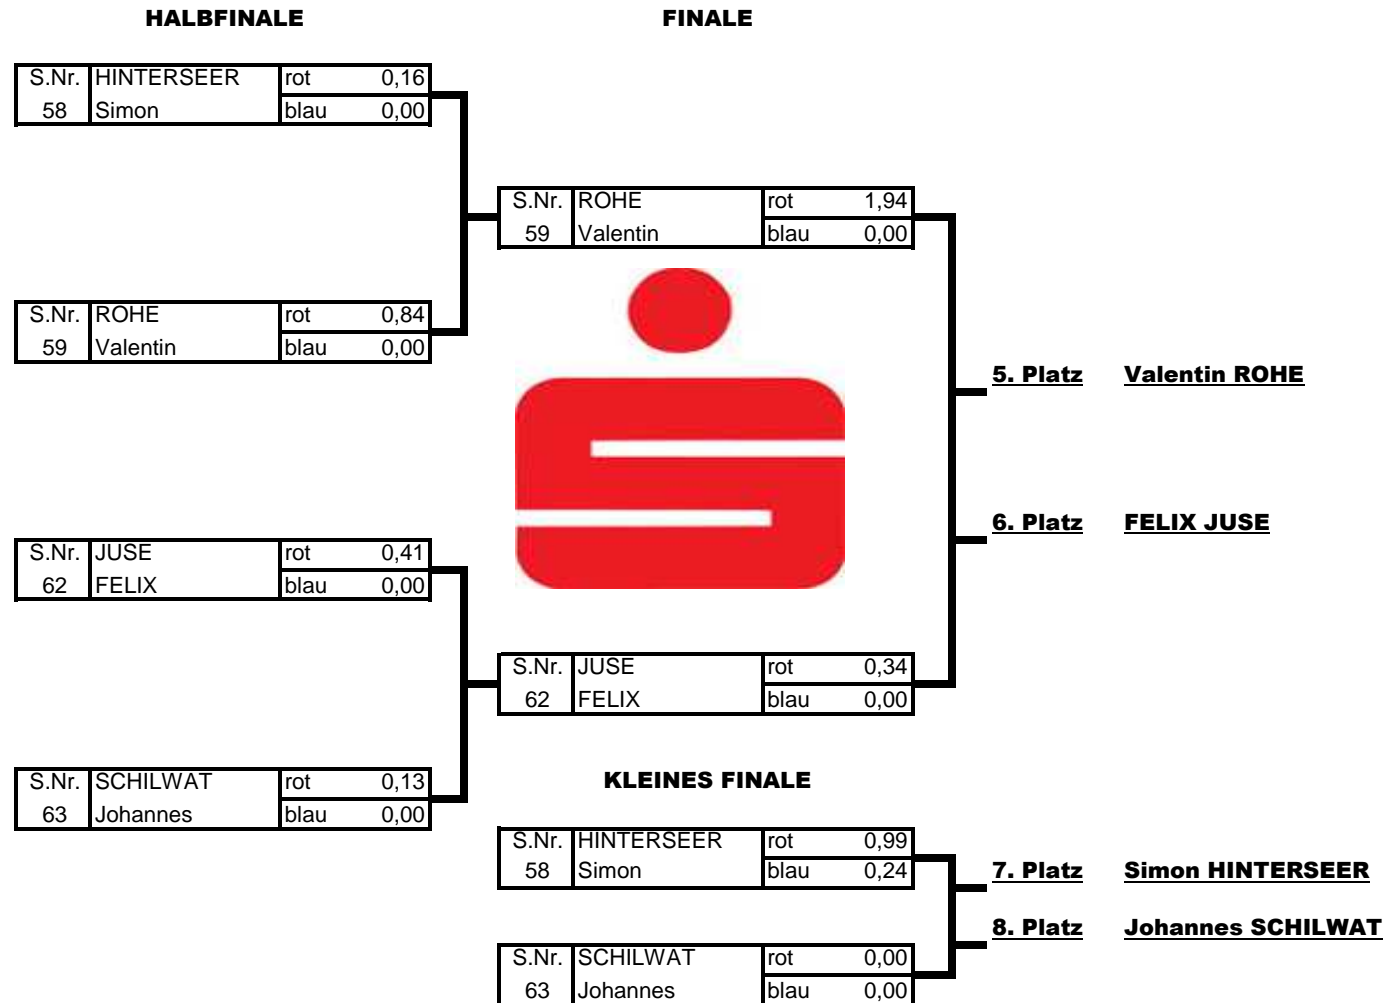 HALBFINALE FINALE
S.Nr. HINTERSEER rot 0,16
58 Simon blau 0,00
S.Nr. ROHE rot 1,94
59 Valentin blau 0,00
S.Nr. ROHE rot 0,84
59 Valentin blau 0,00
5. Platz Valentin ROHE
6. Platz FELIX JUSE
S.Nr. JUSE rot 0,41
62 FELIX blau 0,00
S.Nr. JUSE rot 0,34
62 FELIX blau 0,00
S.Nr. SCHILWAT rot 0,13
63 Johannes blau 0,00
KLEINES FINALE
S.Nr. HINTERSEER rot 0,99
58 Simon blau 0,24
7. Platz Simon HINTERSEER
8. Platz Johannes SCHILWAT
S.Nr. SCHILWAT rot 0,00
63 Johannes blau 0,00